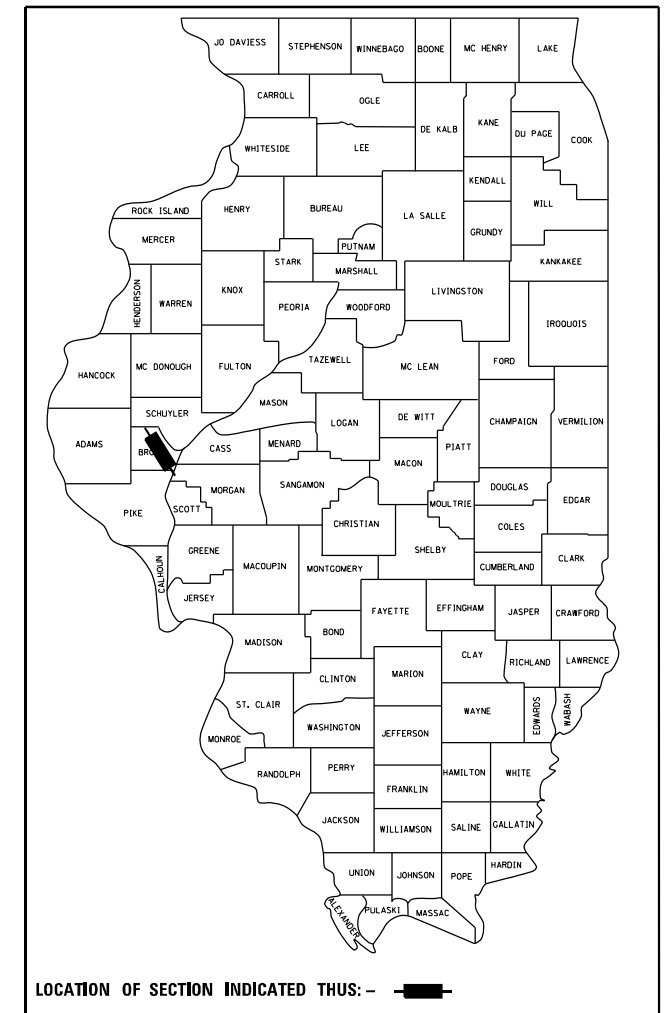 JO DAVIESS
STEPHENSON
WINNEBAGO
BOONE
MC HENRY
LAKE
CARROLL
OGLE
DE KALB
KANE
DU PAGE
COOK
WHITESIDE
LEE
KENDALL
WILL
ROCK ISLAND
HENRY
BUREAU
LA SALLE
GRUNDY
MERCER
PUTNAM
KANKAKEE
STARK
MARSHALL
HENDERSON
WARREN
KNOX
PEORIA
WOODFORD
LIVINGSTON
IROQUOIS
HANCOCK
MC DONOUGH
FULTON
TAZEWELL
MC LEAN
FORD
SCHUYLER
MASON
ADAMS
BRO
CASS
MENARD
LOGAN
DE WITT
PIATT
CHAMPAIGN
VERMILION
MACON
PIKE
SCOTT
MORGAN
SANGAMON
CHRISTIAN
MOULTRIE
DOUGLAS
COLES
EDGAR
CALHOUN
GREENE
MACOUPIN
MONTGOMERY
SHELBY
CUMBERLAND
CLARK
JERSEY
FAYETTE
EFFINGHAM
JASPER
CRAWFORD
MADISON
BOND
CLAY
RICHLAND
LAWRENCE
CLINTON
MARION
ST. CLAIR
WAYNE
EDWARDS
WABASH
MONROE
WASHINGTON
JEFFERSON
RANDOLPH
PERRY
FRANKLIN
HAMILTON
WHITE
JACKSON
WILLIAMSON
SALINE
GALLATIN
UNION
JOHNSON
POPE
HARDIN
ALEXANDER
PULASKI
MASSAC
LOCATION OF SECTION INDICATED THUS: -